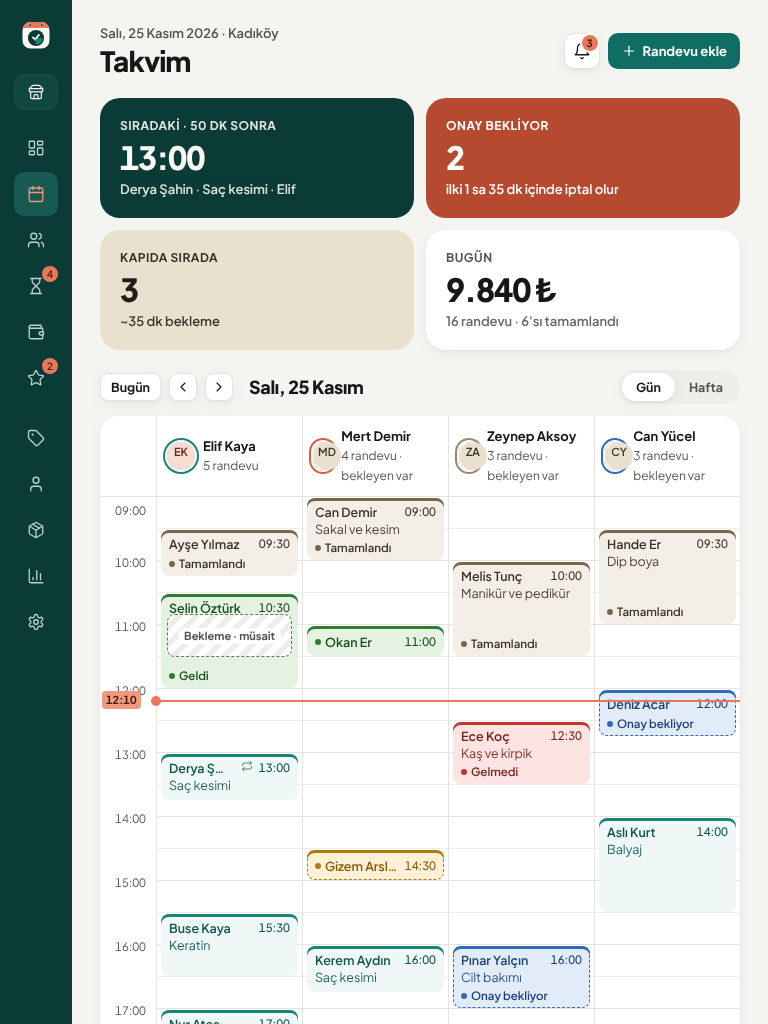 Salı, 25 Kasım 2026 · Kadıköy
Takvim
3
+ Randevu ekle
SIRADAKİ · 50 DK SONRA
13:00
Derya Şahin · Saç kesimi · Elif
ONAY BEKLİYOR
2
ilki 1 sa 35 dk içinde iptal olur
KAPIDA SIRADA
3
~35 dk bekleme
BUGÜN
9.840 ₺
16 randevu · 6'sı tamamlandı
4
2
Bugün
Salı, 25 Kasım
Gün
Hafta
EK
Elif Kaya
5 randevu
MD
Mert Demir
4 randevu ·
bekleyen var
ZA
Zeynep Aksoy
3 randevu ·
bekleyen var
CY
Can Yücel
3 randevu ·
bekleyen var
09:00
10:00
11:00
12:00
12:10
13:00
14:00
15:00
16:00
17:00
Ayşe Yılmaz 09:30
Tamamlandı
Selin Öztürk 10:30
Bekleme · müsait
Geldi
Derya Ş... 13:00
Saç kesimi
Buse Kaya 15:30
Keratin
Nur Ateş 17:00
Can Demir 09:00
Sakal ve kesim
Tamamlandı
Okan Er 11:00
Gizem Arsl... 14:30
Kerem Aydın 16:00
Saç kesimi
Melis Tunç 10:00
Manikür ve pedikür
Tamamlandı
Ece Koç 12:30
Kaş ve kirpik
Gelmedi
Pınar Yalçın 16:00
Cilt bakımı
Onay bekliyor
Hande Er 09:30
Dip boya
Tamamlandı
Deniz Acar 12:00
Onay bekliyor
Aslı Kurt 14:00
Balyaj